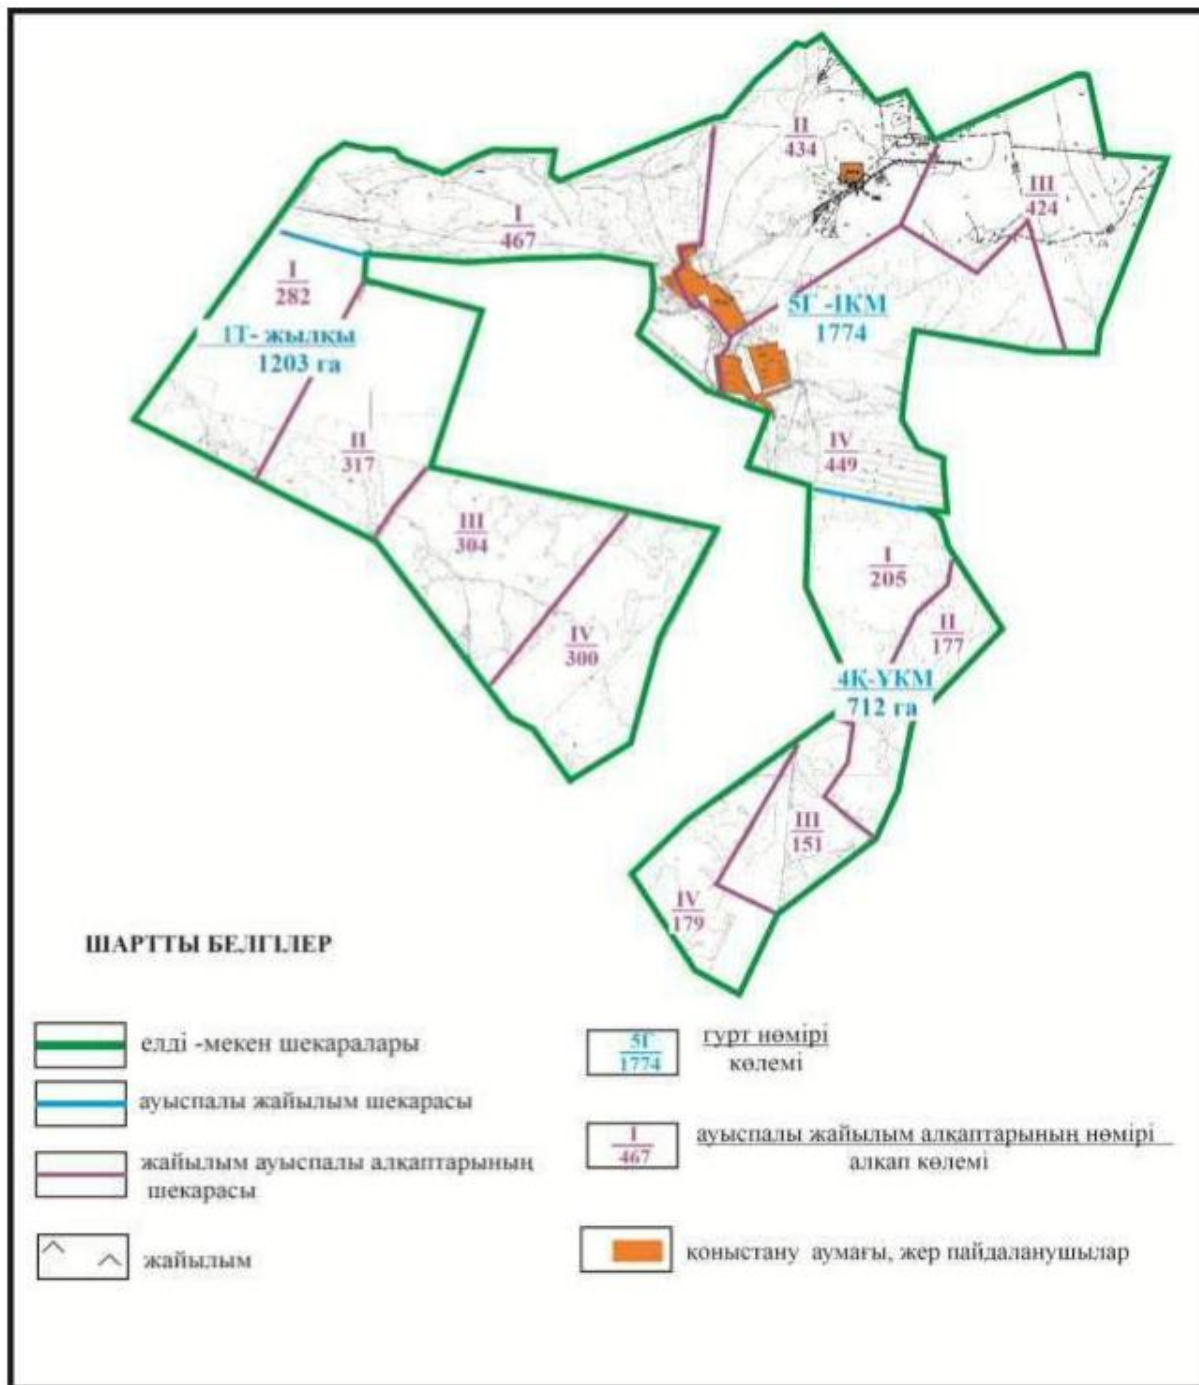 II
434
III
424
I
467
I
282
5Г -ІКМ
1774
1Т- жылқы
1203 га
II
317
IV
449
III
304
I
205
II
177
IV
300
4Қ-ҰКМ
712 га
III
151
IV
179
ШАРТТЫ БЕЛГІЛЕР
елді -мекен шекаралары
ауыспалы жайылым шекарасы
жайылым ауыспалы алқаптарының
шекарасы
жайылым
5Г
1774
гурт нөмірі
көлемі
I
467
ауыспалы жайылым алқаптарының нөмірі
алқап көлемі
қоныстану аумағы, жер пайдаланушылар